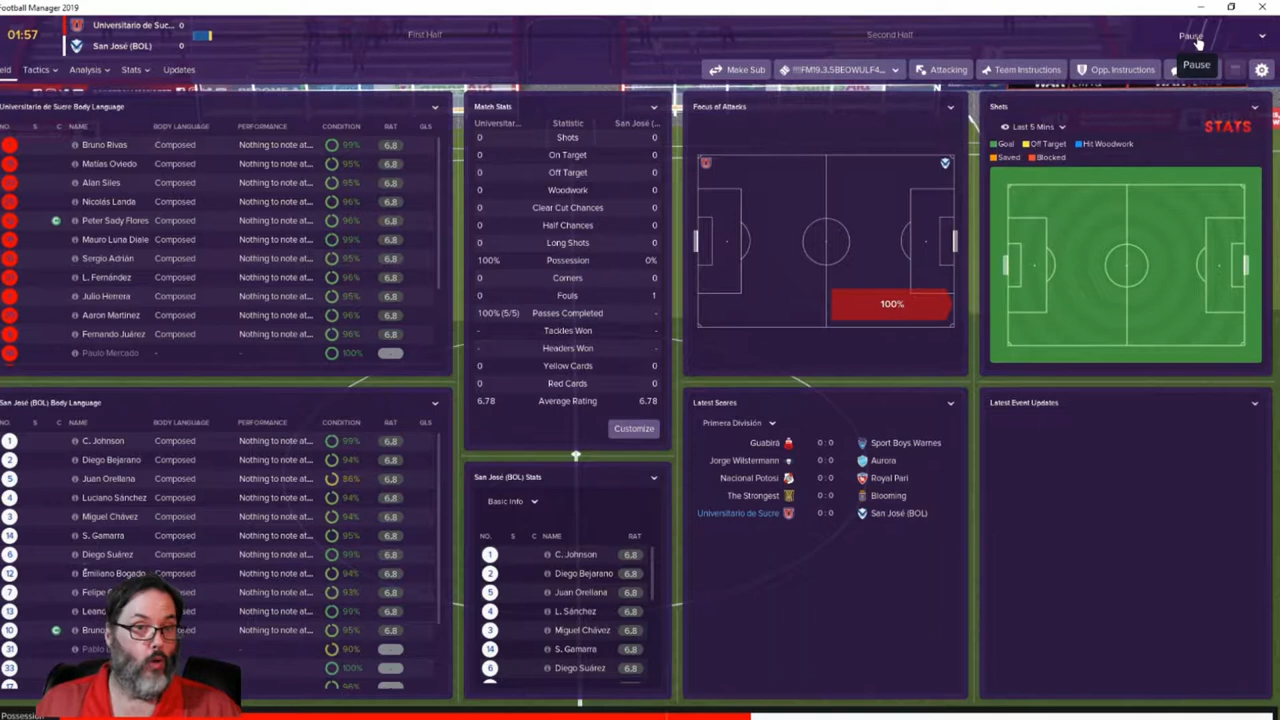 Football Manager 2019
01:57
Universitario de Suc... 0
San José (BOL) 0
First Half
Second Half
Pause
Pause
eld Tactics Analysis Stats Updates
Make Sub
!!!FM19.3.5BEOWULF4...
Attacking
Team Instructions
Opp. Instructions
Universitario de Sucre Body Language
NO. S C NAME BODY LANGUAGE PERFORMANCE CONDITION RAT GLS
Bruno Rivas Composed Nothing to note at... 99% 6.8
Matías Oviedo Composed Nothing to note at... 95% 6.8
Alan Siles Composed Nothing to note at... 95% 6.8
Nicolás Landa Composed Nothing to note at... 96% 6.8
C Peter Sady Flores Composed Nothing to note at... 96% 6.8
Mauro Luna Diale Composed Nothing to note at... 99% 6.8
Sergio Adrián Composed Nothing to note at... 95% 6.8
L. Fernández Composed Nothing to note at... 96% 6.8
Julio Herrera Composed Nothing to note at... 95% 6.8
Aaron Martínez Composed Nothing to note at... 96% 6.8
Fernando Juárez Composed Nothing to note at... 96% 6.8
Paulo Mercado - - 100% -
San José (BOL) Body Language
NO. S C NAME BODY LANGUAGE PERFORMANCE CONDITION RAT GLS
1 C. Johnson Composed Nothing to note at... 99% 6.8
2 Diego Bejarano Composed Nothing to note at... 94% 6.8
5 Juan Orellana Composed Nothing to note at... 86% 6.8
4 Luciano Sánchez Composed Nothing to note at... 94% 6.8
3 Miguel Chávez Composed Nothing to note at... 94% 6.8
14 S. Gamarra Composed Nothing to note at... 95% 6.8
6 Diego Suárez Composed Nothing to note at... 99% 6.8
12 Emiliano Bogado Composed Nothing to note at... 94% 6.8
7 Felipe Nothing to note at... 93% 6.8
13 Nothing to note at... 99% 6.8
10 C Nothing to note at... 95% 6.8
31 - 90% -
33 100% -
96%
Possession
Match Stats
Universitar... Statistic San José (...
0 Shots 0
0 On Target 0
0 Off Target 0
0 Woodwork 0
0 Clear Cut Chances 0
0 Half Chances 0
0 Long Shots 0
100% Possession 0%
0 Corners 0
0 Fouls 1
100% (5/5) Passes Completed -
- Tackles Won -
- Headers Won -
0 Yellow Cards 0
0 Red Cards 0
6.78 Average Rating 6.78
Customize
San José (BOL) Stats
Basic Info
NO. S C NAME RAT
1 C. Johnson 6.8
2 Diego Bejarano 6.8
5 Juan Orellana 6.8
4 L. Sánchez 6.8
3 Miguel Chávez 6.8
14 S. Gamarra 6.8
6 Diego Suárez 6.8
Focus of Attacks
100%
Latest Scores
Primera División
Guabirá 0 : 0 Sport Boys Warnes
Jorge Wilstermann 0 : 0 Aurora
Nacional Potosí 0 : 0 Royal Pari
The Strongest 0 : 0 Blooming
Universitario de Sucre 0 : 0 San José (BOL)
Shots
Last 5 Mins
STATS
Goal Off Target Hit Woodwork
Saved Blocked
Latest Event Updates